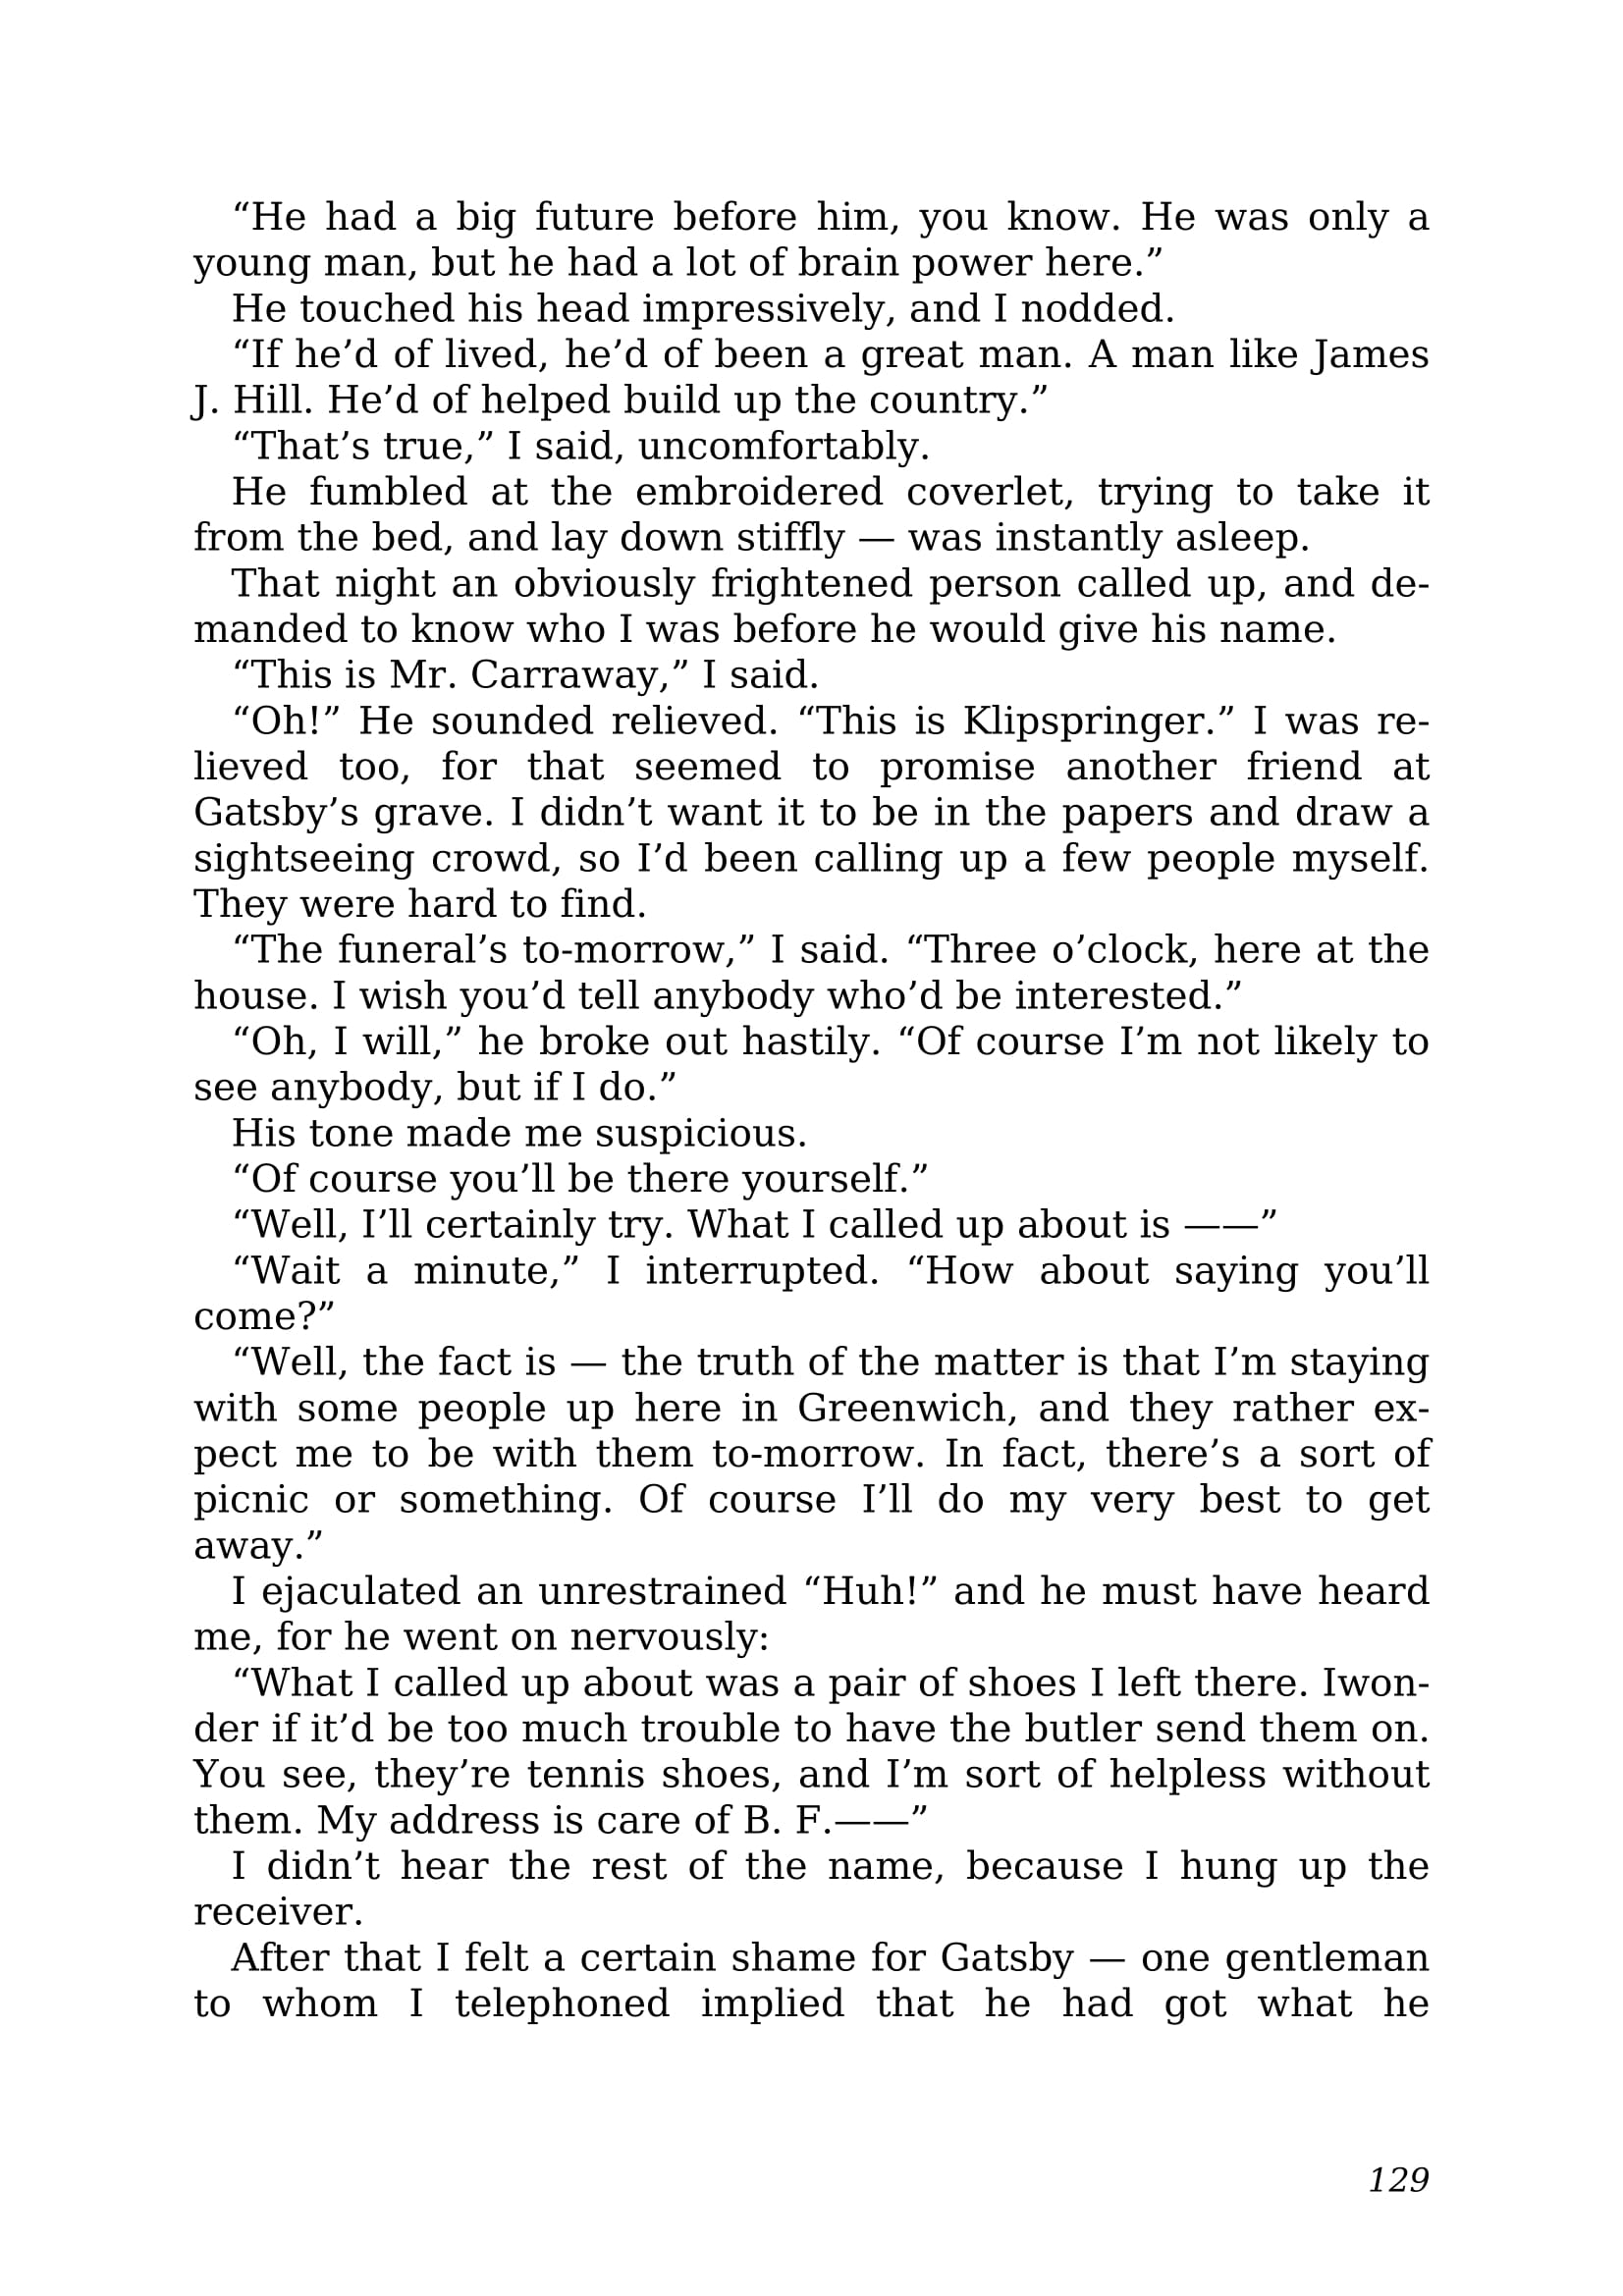 “He had a big future before him, you know. He was only a
young man, but he had a lot of brain power here.”
He touched his head impressively, and I nodded.
“If he’d of lived, he’d of been a great man. A man like James
J. Hill. He’d of helped build up the country.”
“That’s true,” I said, uncomfortably.
He fumbled at the embroidered coverlet, trying to take it
from the bed, and lay down stiffly — was instantly asleep.
That night an obviously frightened person called up, and de-
manded to know who I was before he would give his name.
“This is Mr. Carraway,” I said.
“Oh!” He sounded relieved. “This is Klipspringer.” I was re-
lieved too, for that seemed to promise another friend at
Gatsby’s grave. I didn’t want it to be in the papers and draw a
sightseeing crowd, so I’d been calling up a few people myself.
They were hard to find.
“The funeral’s to-morrow,” I said. “Three o’clock, here at the
house. I wish you’d tell anybody who’d be interested.”
“Oh, I will,” he broke out hastily. “Of course I’m not likely to
see anybody, but if I do.”
His tone made me suspicious.
“Of course you’ll be there yourself.”
“Well, I’ll certainly try. What I called up about is ——”
“Wait a minute,” I interrupted. “How about saying you’ll
come?”
“Well, the fact is — the truth of the matter is that I’m staying
with some people up here in Greenwich, and they rather ex-
pect me to be with them to-morrow. In fact, there’s a sort of
picnic or something. Of course I’ll do my very best to get
away.”
I ejaculated an unrestrained “Huh!” and he must have heard
me, for he went on nervously:
“What I called up about was a pair of shoes I left there. Iwon-
der if it’d be too much trouble to have the butler send them on.
You see, they’re tennis shoes, and I’m sort of helpless without
them. My address is care of B. F.——”
I didn’t hear the rest of the name, because I hung up the
receiver.
After that I felt a certain shame for Gatsby — one gentleman
to whom I telephoned implied that he had got what he
129